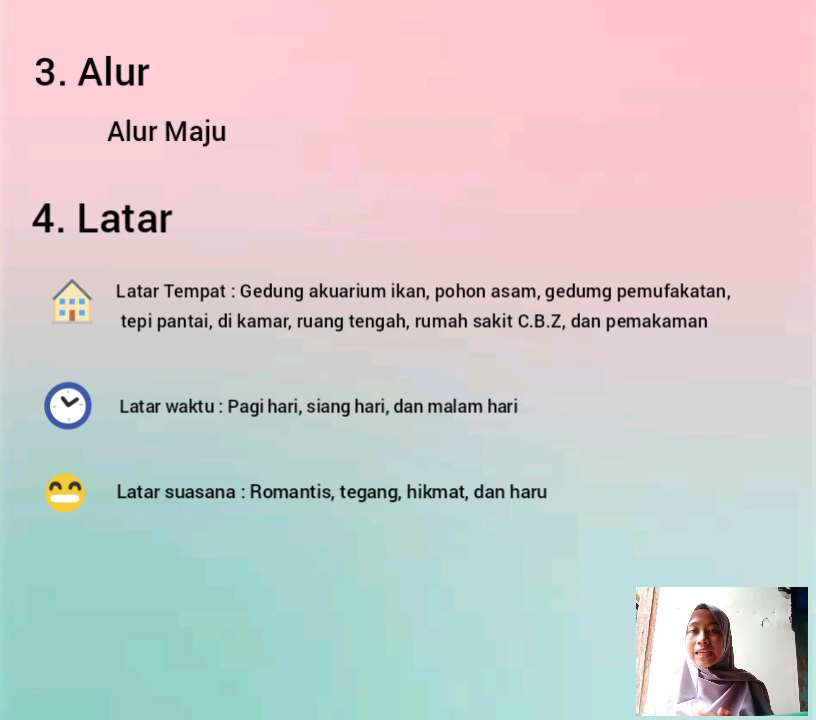 3. Alur
Alur Maju
4. Latar
Latar Tempat : Gedung akuarium ikan, pohon asam, gedumg pemufakatan,
tepi pantai, di kamar, ruang tengah, rumah sakit C.B.Z, dan pemakaman
Latar waktu : Pagi hari, siang hari, dan malam hari
Latar suasana : Romantis, tegang, hikmat, dan haru